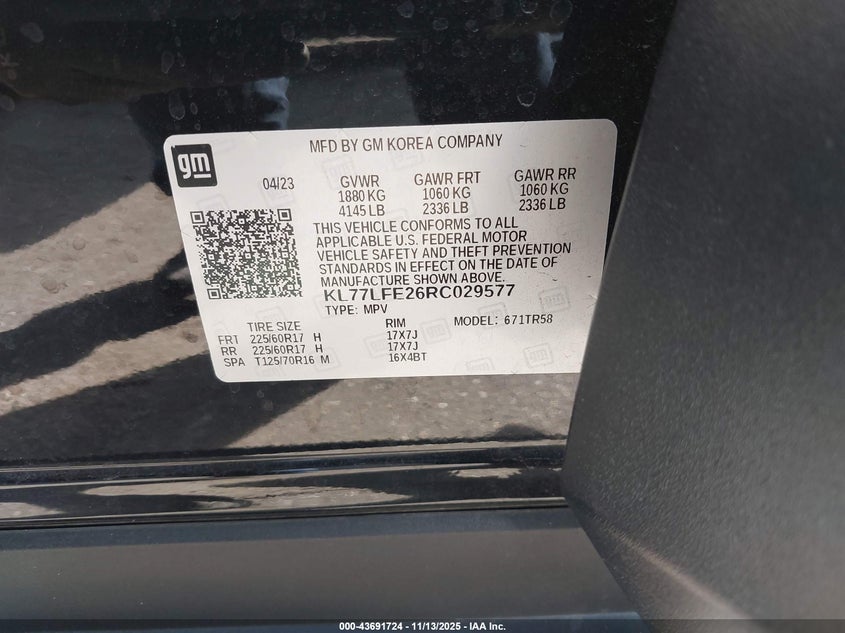 gm
MFD BY GM KOREA COMPANY
04/23 GVWR GAWR FRT GAWR RR
1880 KG 1060 KG 1060 KG
4145 LB 2336 LB 2336 LB
THIS VEHICLE CONFORMS TO ALL
APPLICABLE U.S. FEDERAL MOTOR
VEHICLE SAFETY AND THEFT PREVENTION
STANDARDS IN EFFECT ON THE DATE OF
MANUFACTURE SHOWN ABOVE.
KL77LFE26RC029577
TYPE: MPV
TIRE SIZE RIM MODEL: 671TR58
FRT 225/60R17 H 17X7J
RR 225/60R17 H 17X7J
SPA T125/70R16 M 16X4BT
000-43691724 - 11/13/2025 - IAA Inc.